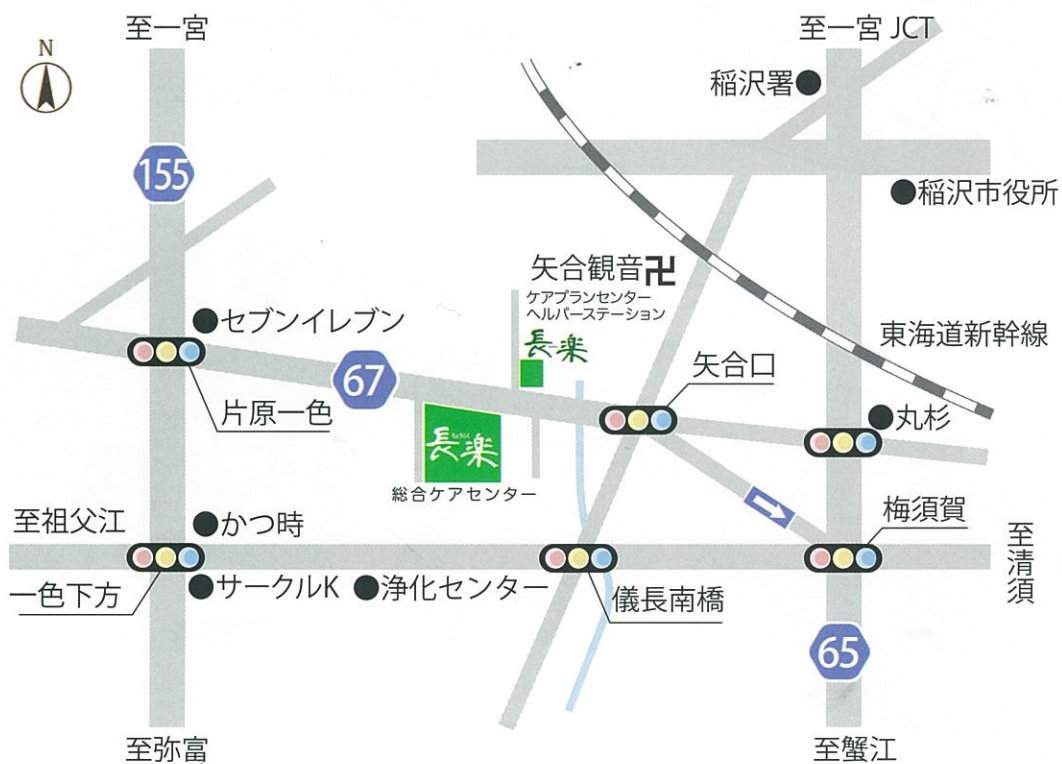 至一宮
至一宮 JCT
N
稲沢署
155
稲沢市役所
矢合観音卍
ケアプランセンター
ヘルパーステーション
長楽
セブンイレブン
東海道新幹線
67
矢合口
片原一色
丸杉
長楽
総合ケアセンター
至祖父江
かつ時
梅須賀
至清須
一色下方
サークルK
浄化センター
儀長南橋
65
至弥富
至蟹江